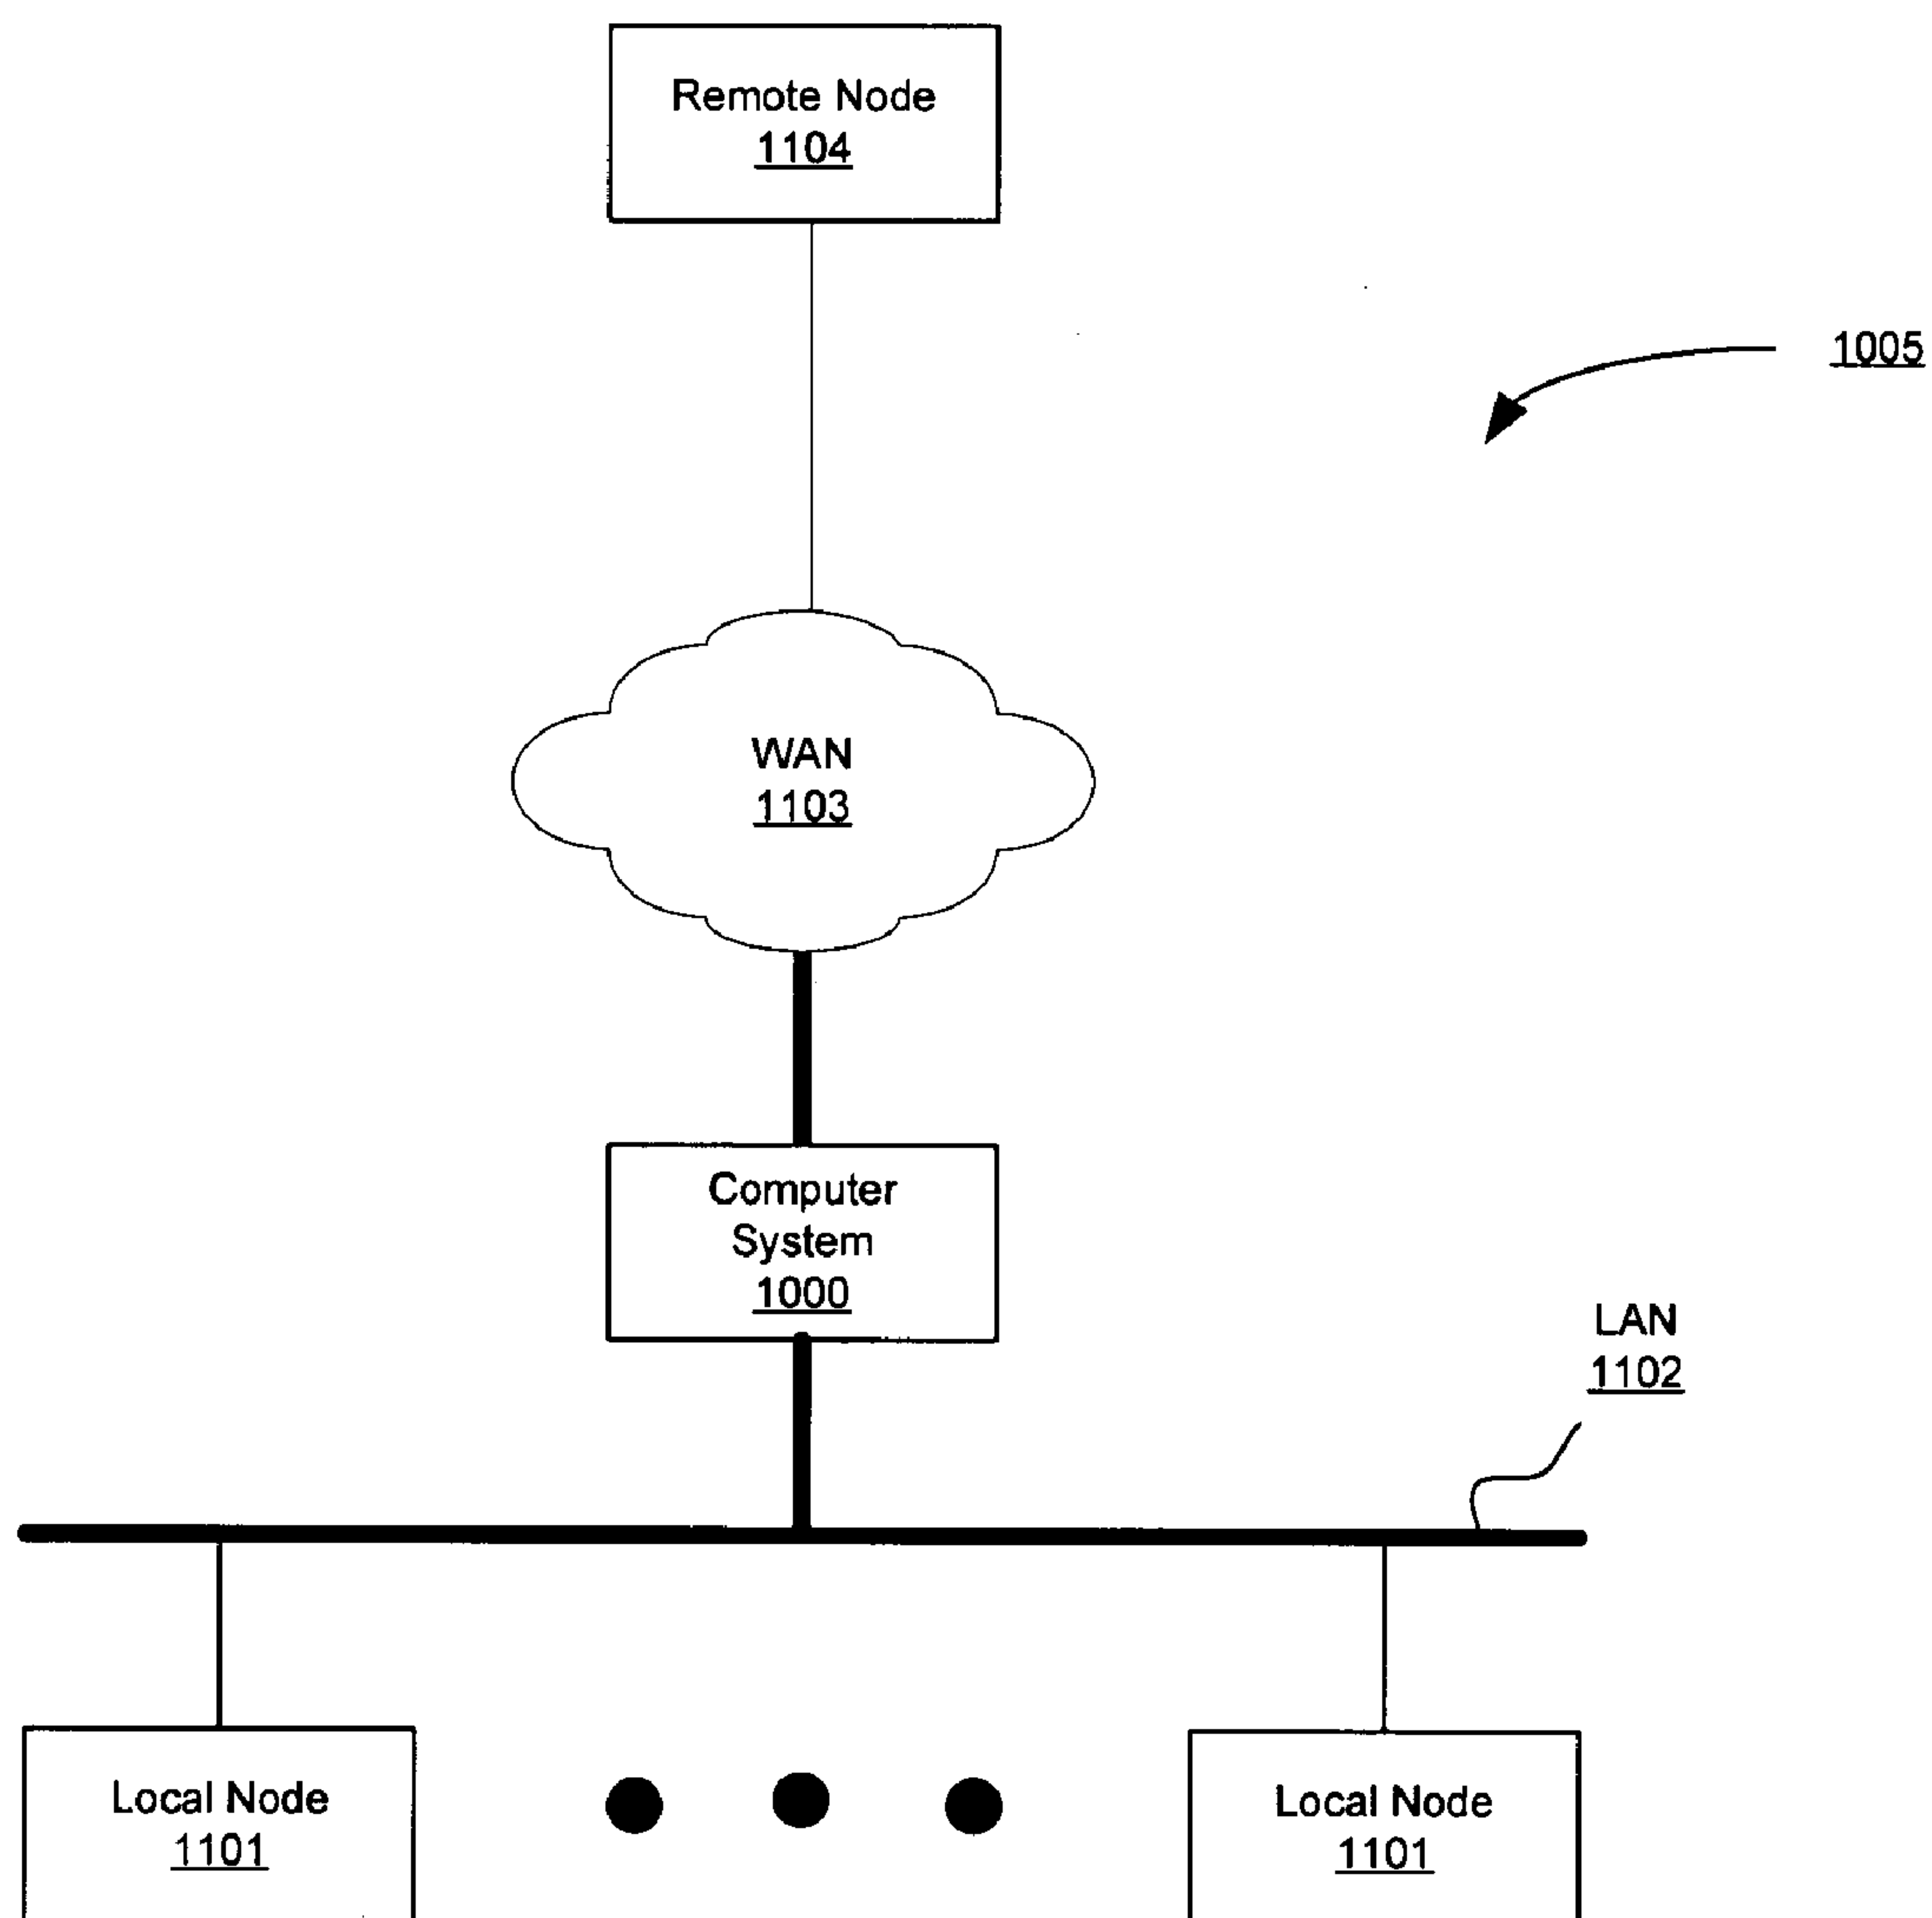 Remote Node
1104
1005
WAN
1103
Computer
System
1000
LAN
1102
Local Node
1101
Local Node
1101